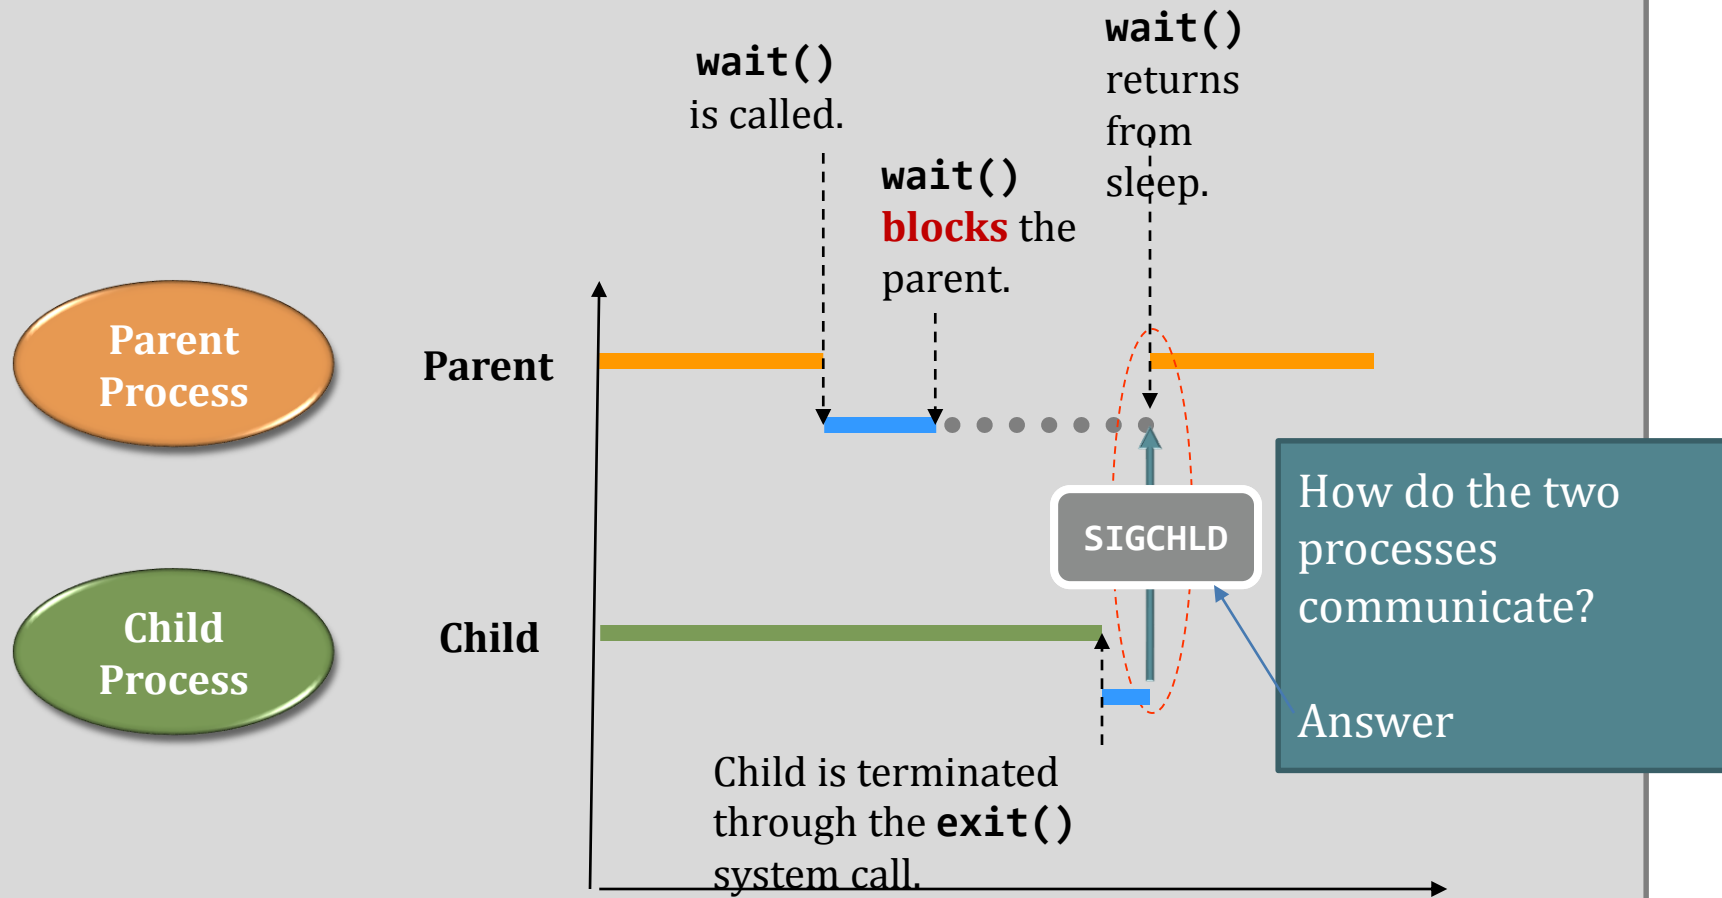 wait()
is called.
wait()
blocks the
parent.
wait()
returns
from
sleep.
Parent
Process
Parent
Child
Process
Child
SIGCHLD
How do the two
processes
communicate?
Answer
Child is terminated
through the exit()
system call.